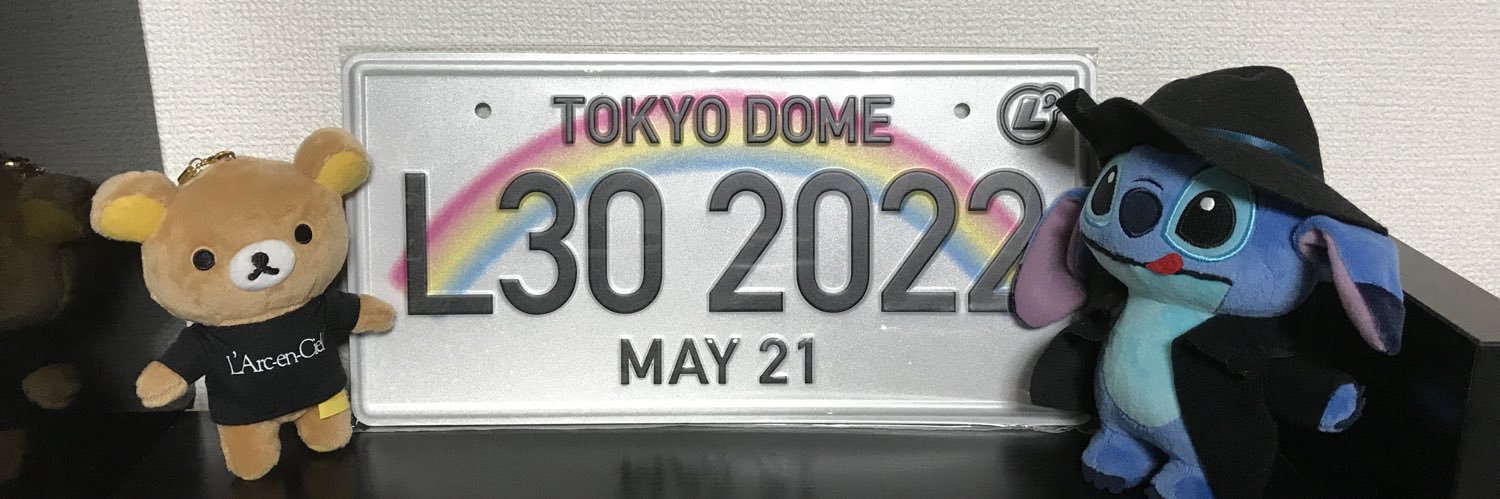 TOKYO DOME
L'
L30 2022
MAY 21
L'Arc-en-Ciel